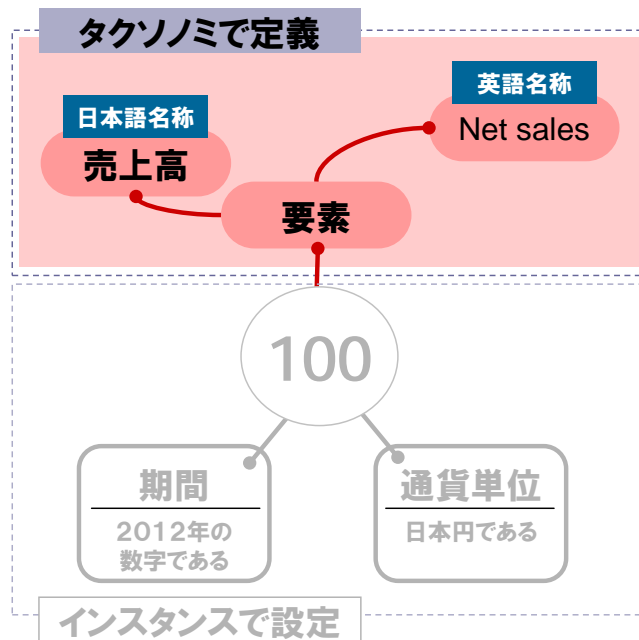 タクソノミで定義
英語名称
日本語名称
Net sales
売上高
要素
100
期間
2012年の
数字である
通貨単位
日本円である
インスタンスで設定